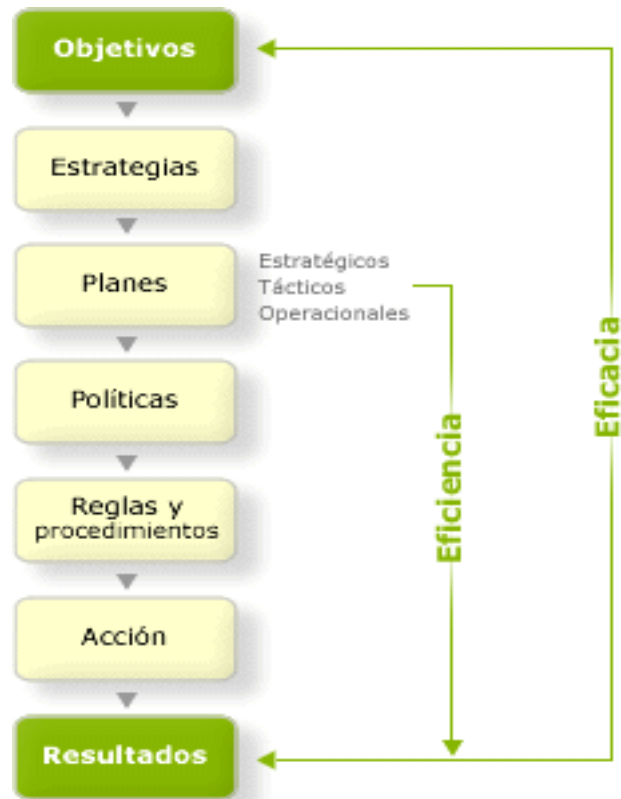 Objetivos
Estrategias
Planes
Estratégicos
Tácticos
Operacionales
Políticas
Reglas y
procedimientos
Acción
Resultados
Eficiencia
Eficacia